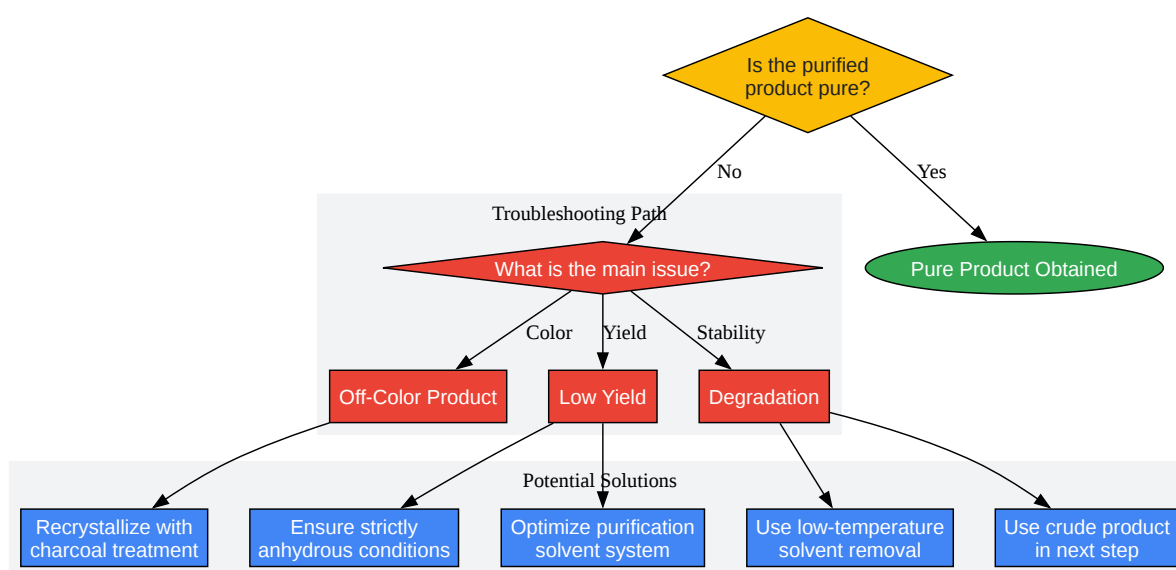 Is the purified
product pure?
No
Yes
Troubleshooting Path
What is the main issue?
Pure Product Obtained
Color
Yield
Stability
Off-Color Product
Low Yield
Degradation
Potential Solutions
Recrystallize with
charcoal treatment
Ensure strictly
anhydrous conditions
Optimize purification
solvent system
Use low-temperature
solvent removal
Use crude product
in next step